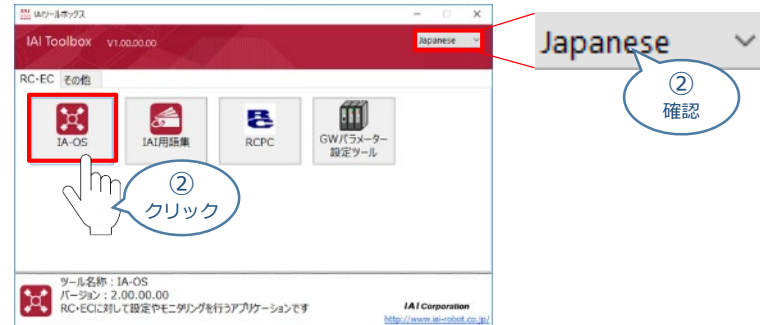 IAIツールボックス
IAI Toolbox V1.00.00.00
Japanese
Japanese
②
確認
RC・EC その他
IA-OS
IAI用語集
RCPC
GWパラメーター
設定ツール
②
クリック
ツール名称：IA-OS
バージョン：2.00.00.00
RC・ECに対して設定やモニタリングを行うアプリケーションです
IAI Corporation
http://www.iai-robot.co.jp/